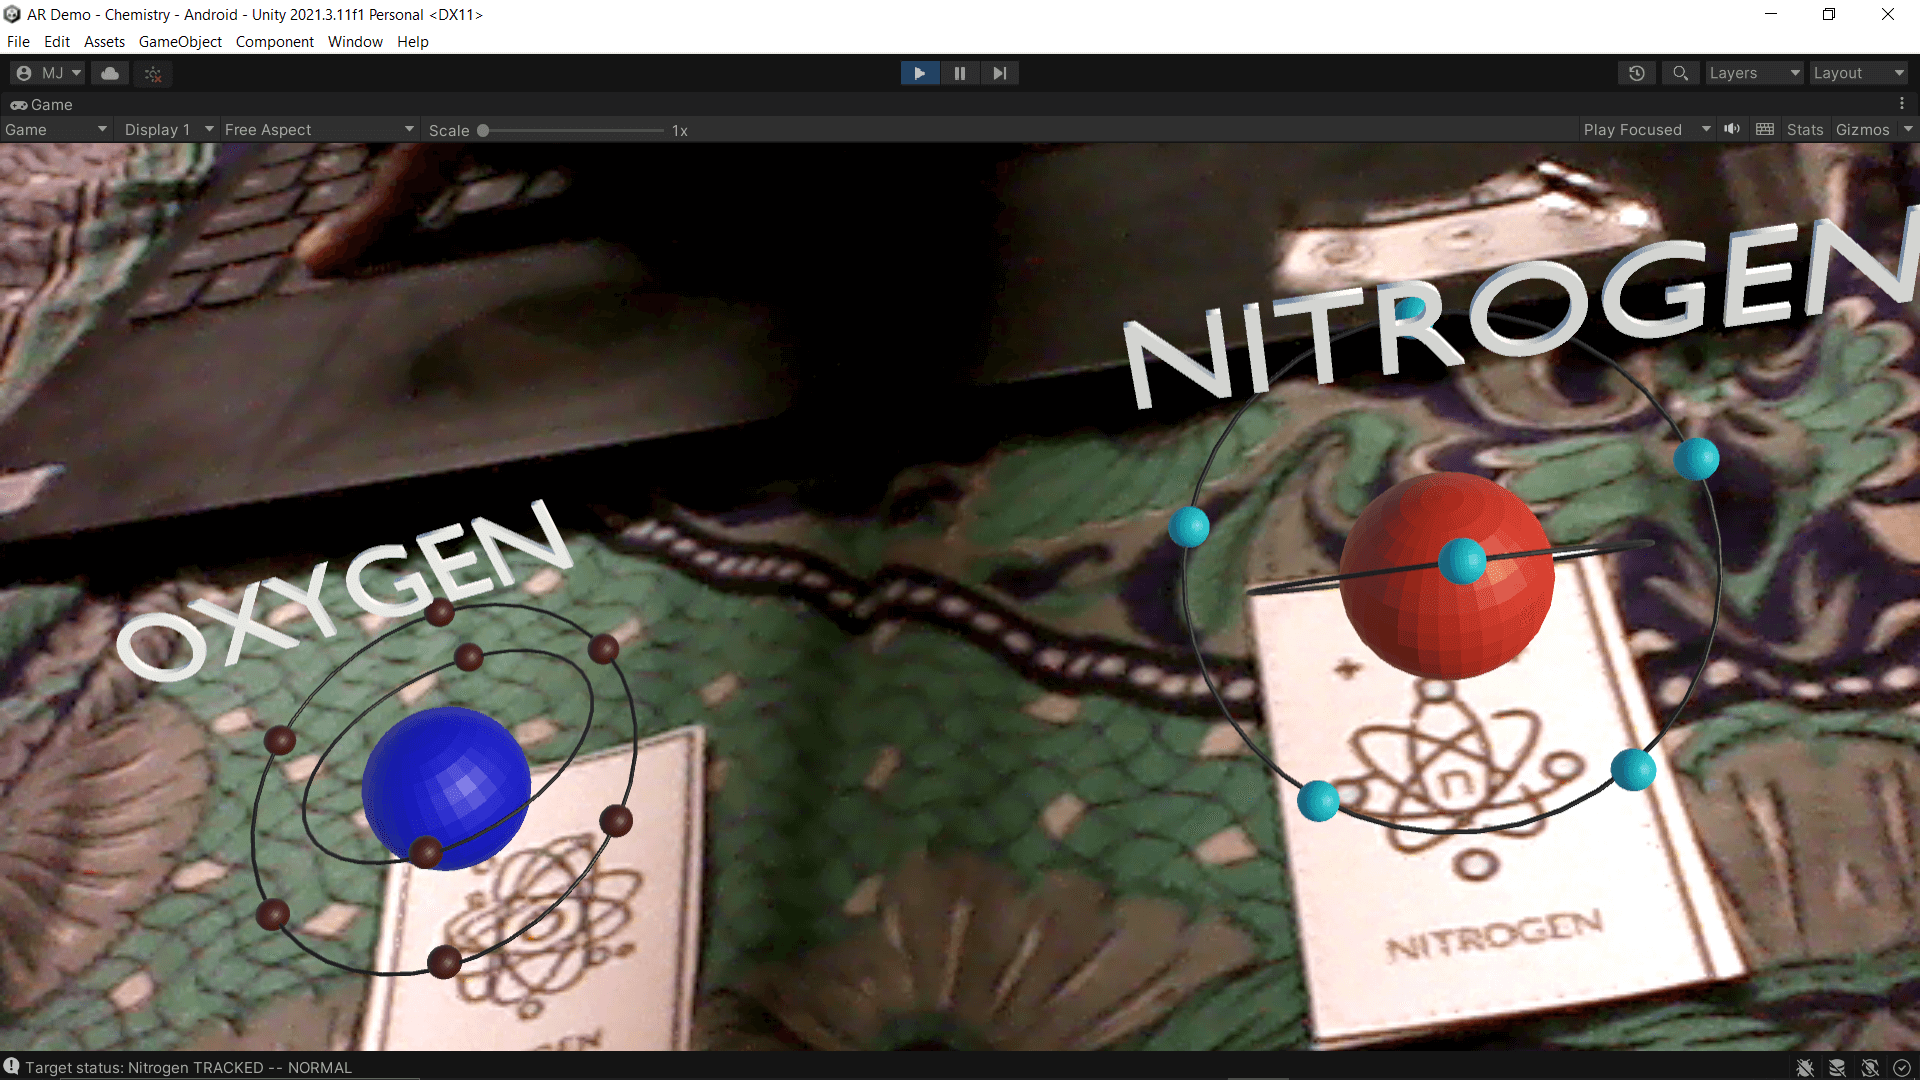 AR Demo - Chemistry - Android - Unity 2021.3.11f1 Personal <DX11>
File Edit Assets GameObject Component Window Help
MJ Layers Layout
Game
Game Display 1 Free Aspect Scale 1x Play Focused Stats Gizmos
NITROGEN
OXYGEN
n
NITROGEN
Target status: Nitrogen TRACKED -- NORMAL